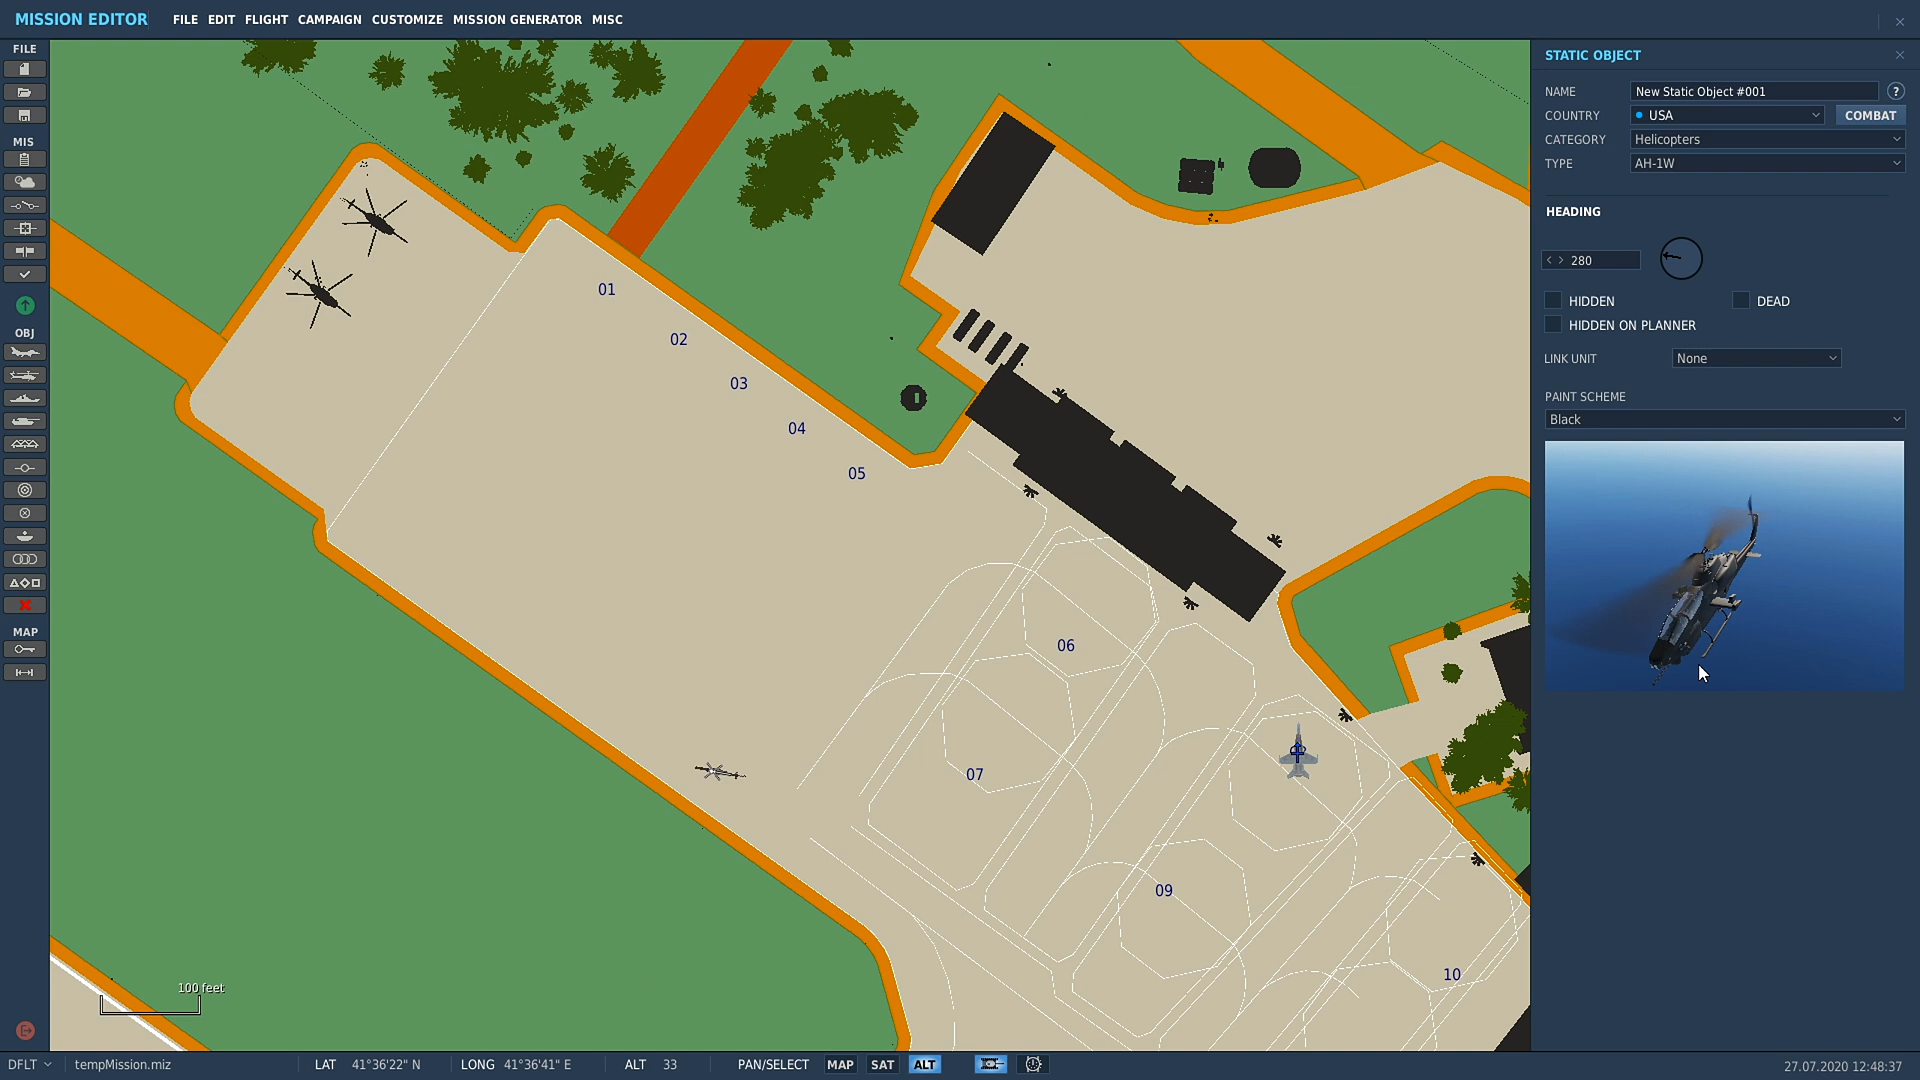 MISSION EDITOR
FILE EDIT FLIGHT CAMPAIGN CUSTOMIZE MISSION GENERATOR MISC
FILE
MIS
OBJ
MAP
01
02
03
04
05
06
07
09
10
100 feet
STATIC OBJECT
NAME New Static Object #001 ?
COUNTRY USA COMBAT
CATEGORY Helicopters
TYPE AH-1W
HEADING
280
HIDDEN DEAD
HIDDEN ON PLANNER
LINK UNIT None
PAINT SCHEME
Black
DFLT tempMission.miz LAT 41°36'22" N LONG 41°36'41" E ALT 33 PAN/SELECT MAP SAT ALT 27.07.2020 12:48:37